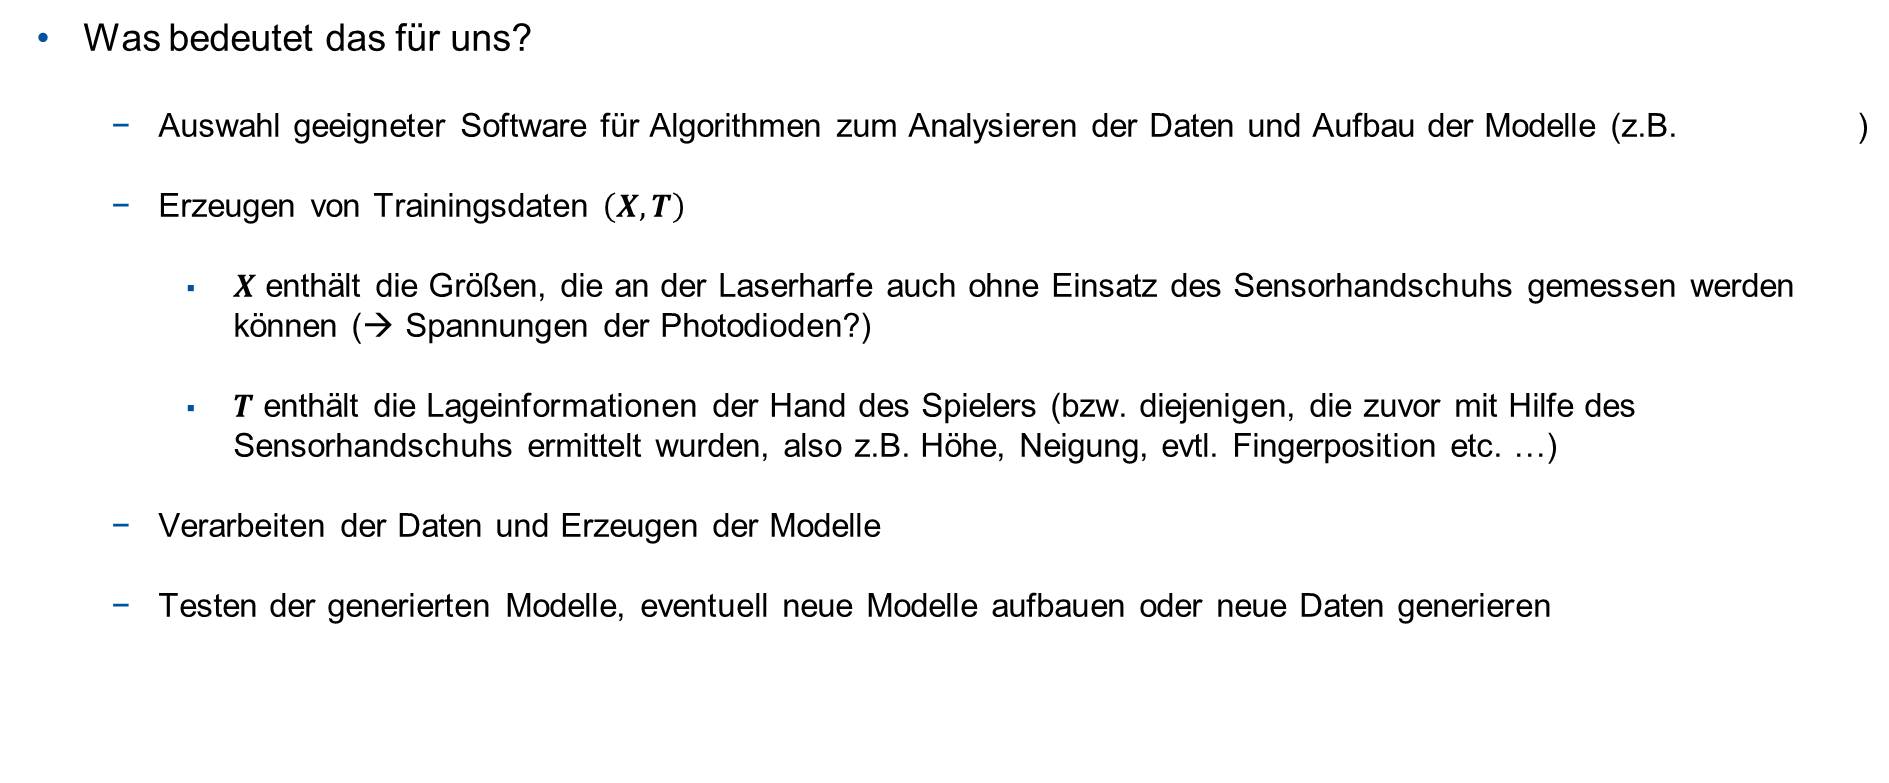 • Was bedeutet das für uns?
– Auswahl geeigneter Software für Algorithmen zum Analysieren der Daten und Aufbau der Modelle (z.B. )
– Erzeugen von Trainingsdaten (X, T)
▪ X enthält die Größen, die an der Laserharfe auch ohne Einsatz des Sensorhandschuhs gemessen werden
können (→ Spannungen der Photodioden?)
▪ T enthält die Lageinformationen der Hand des Spielers (bzw. diejenigen, die zuvor mit Hilfe des
Sensorhandschuhs ermittelt wurden, also z.B. Höhe, Neigung, evtl. Fingerposition etc. …)
– Verarbeiten der Daten und Erzeugen der Modelle
– Testen der generierten Modelle, eventuell neue Modelle aufbauen oder neue Daten generieren